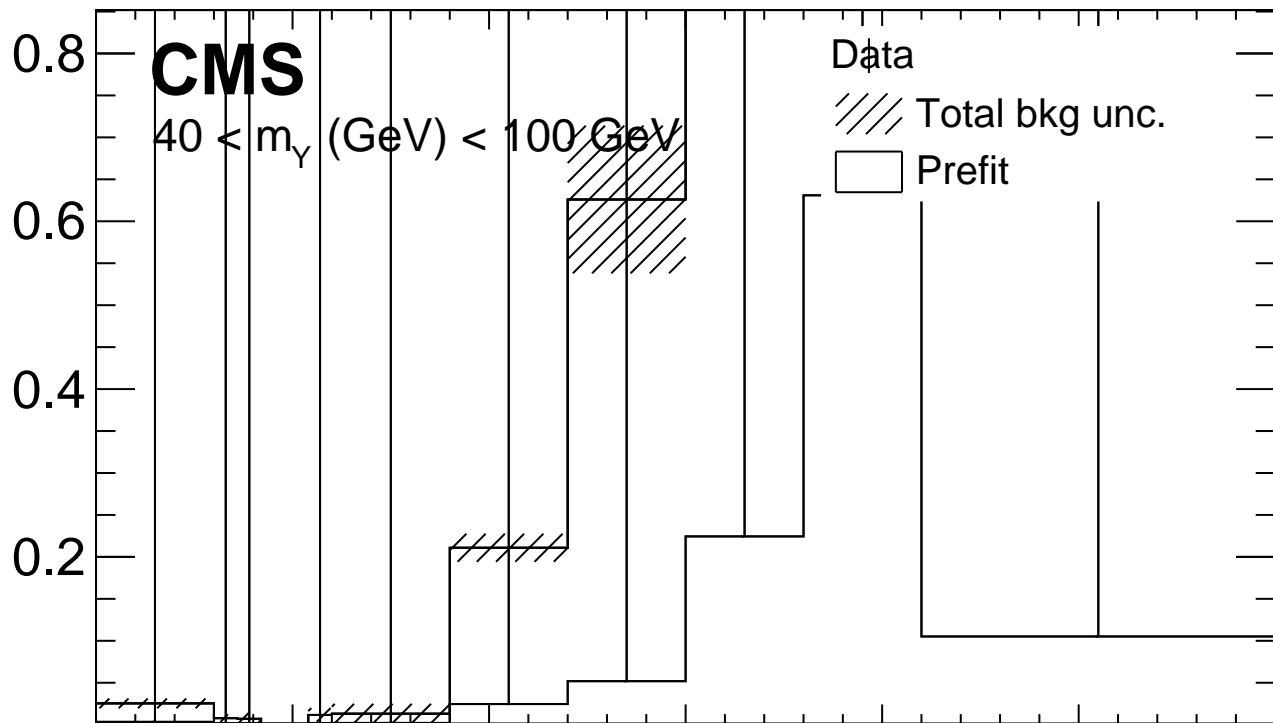 0.8
CMS
40 < m_Y (GeV) < 100 GeV
0.6
0.4
0.2
Data
Total bkg unc.
Prefit